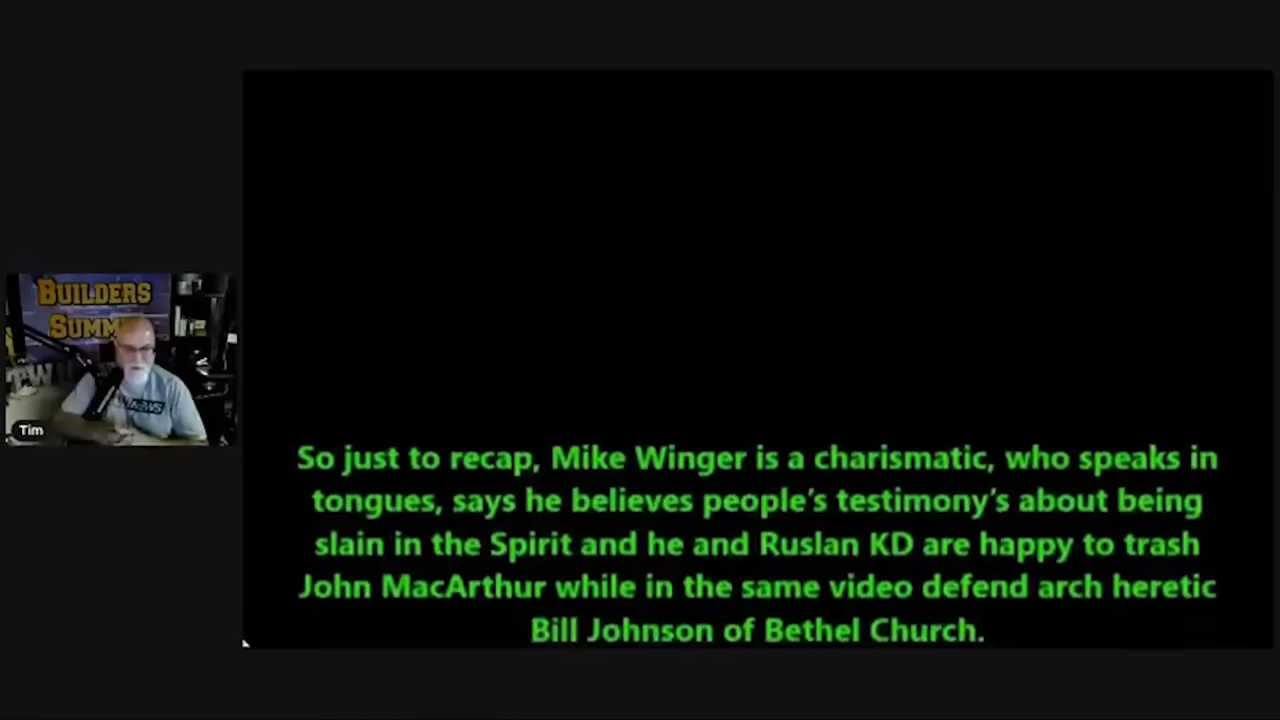 BUILDERS
SUMM
NEWS
Tim
So just to recap, Mike Winger is a charismatic, who speaks in
tongues, says he believes people's testimony's about being
slain in the Spirit and he and Ruslan KD are happy to trash
John MacArthur while in the same video defend arch heretic
Bill Johnson of Bethel Church.